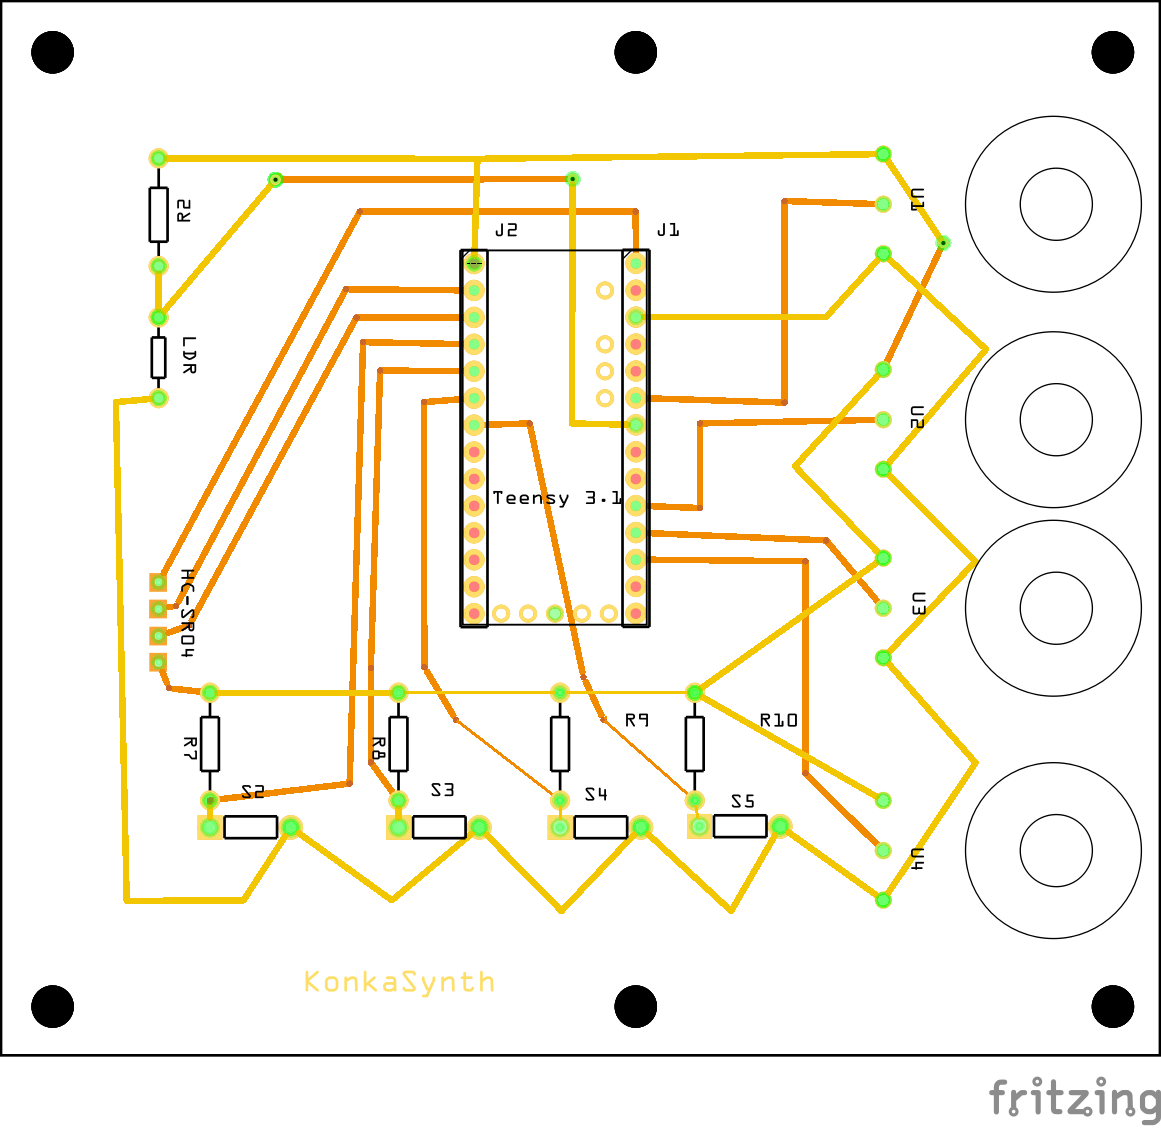 R2
U1
J2
J1
LDR
U2
Teensy 3.1
HC-SR04
U3
R7
R8
R9
R10
S2
S3
S4
S5
U4
KonkaSynth
fritzing